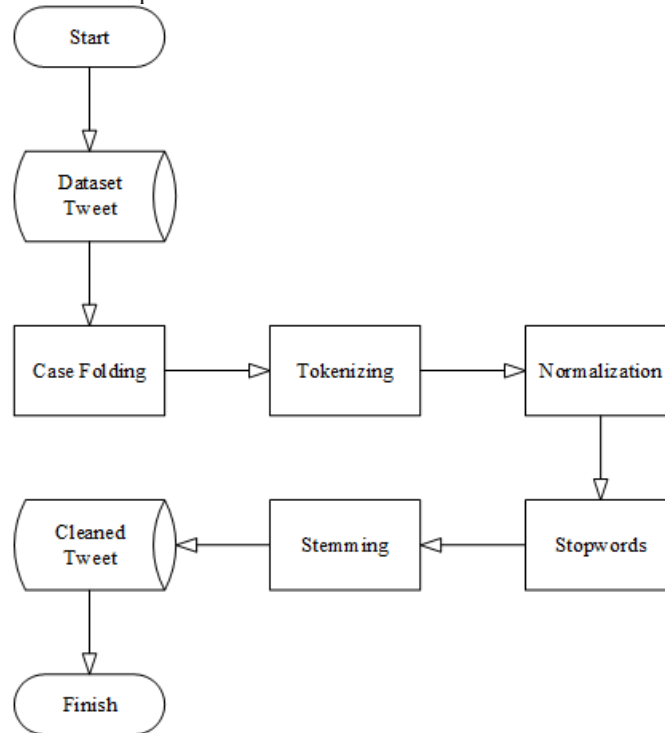 Start
Dataset
Tweet
Case Folding
Tokenizing
Normalization
Stopwords
Stemming
Cleaned
Tweet
Finish